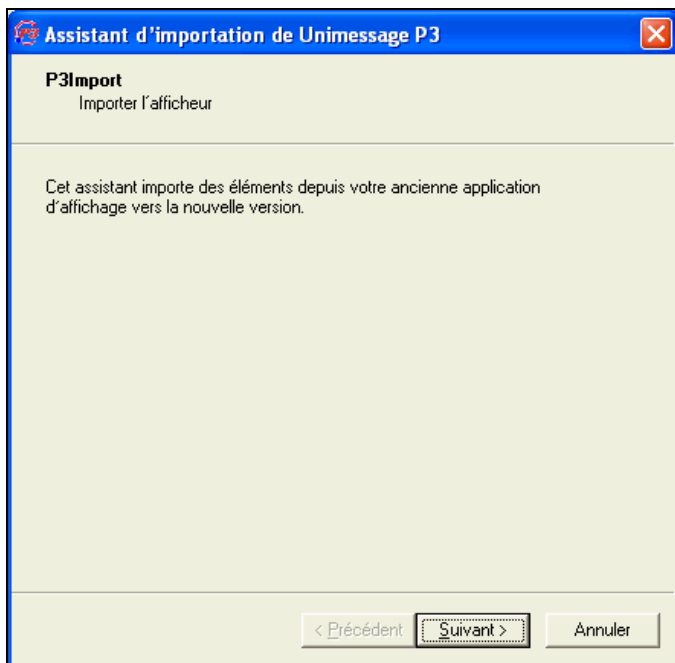 Assistant d'importation de Unimessage P3
P3Import
Importer l'afficheur
Cet assistant importe des éléments depuis votre ancienne application
d'affichage vers la nouvelle version.
< Précédent Suivant > Annuler